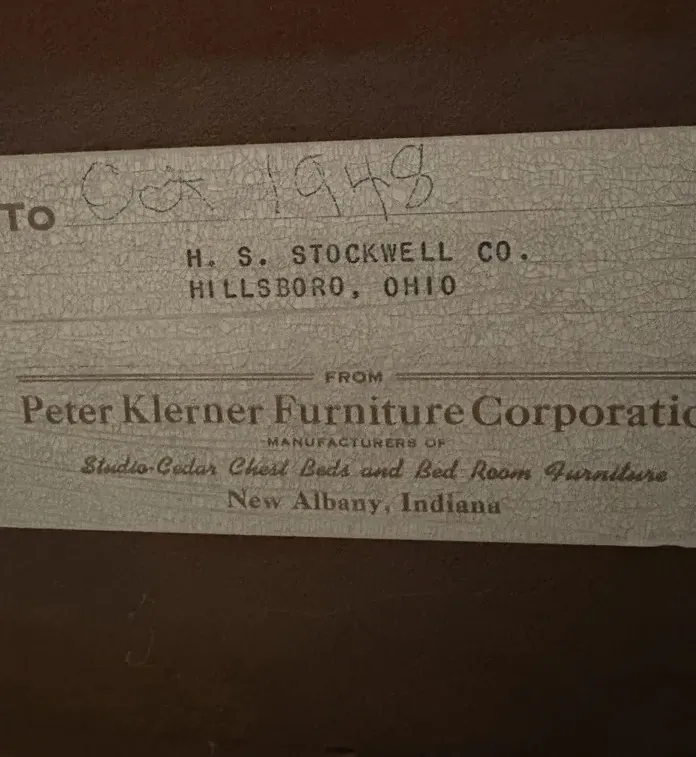 To Oct 1948
H. S. STOCKWELL CO.
HILLSBORO, OHIO
FROM
Peter Klerner Furniture Corporatio
MANUFACTURERS OF
Studio-Cedar Chest Beds and Bed Room Furniture
New Albany, Indiana